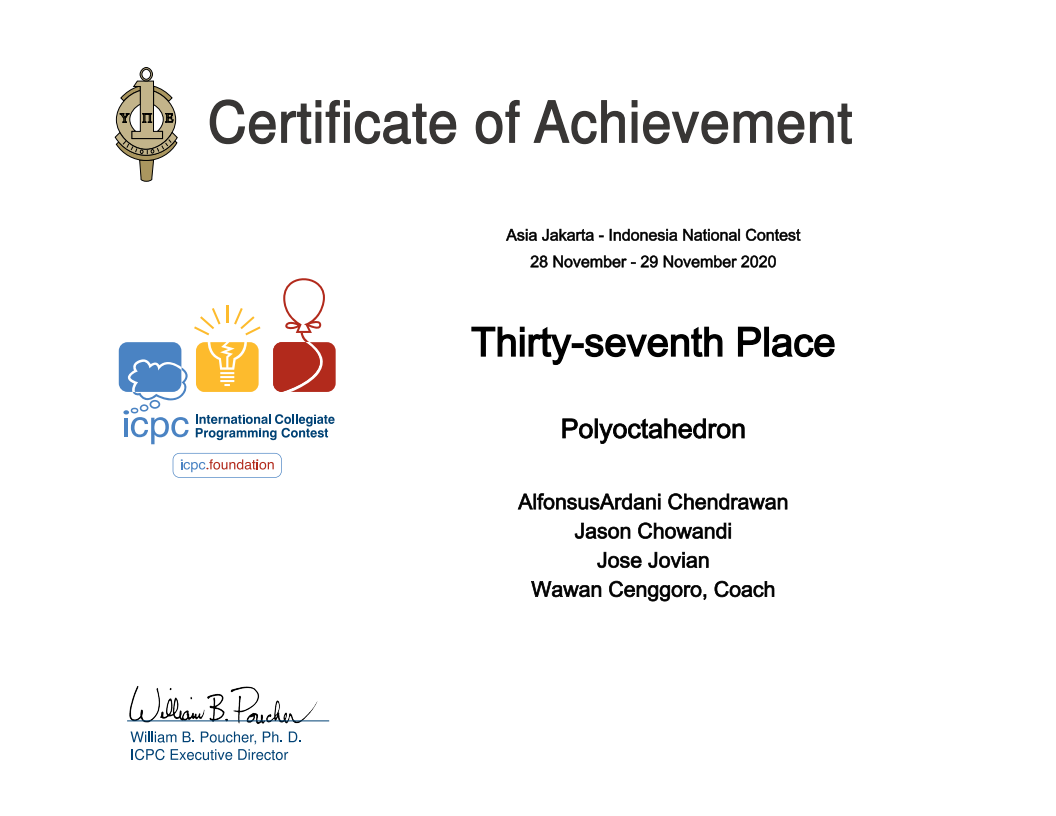 Υ Π Ε
Certificate of Achievement
Asia Jakarta - Indonesia National Contest
28 November - 29 November 2020
Thirty-seventh Place
Polyoctahedron
AlfonsusArdani Chendrawan
Jason Chowandi
Jose Jovian
Wawan Cenggoro, Coach
icpc International Collegiate
Programming Contest
icpc.foundation
William B. Poucher
William B. Poucher, Ph. D.
ICPC Executive Director